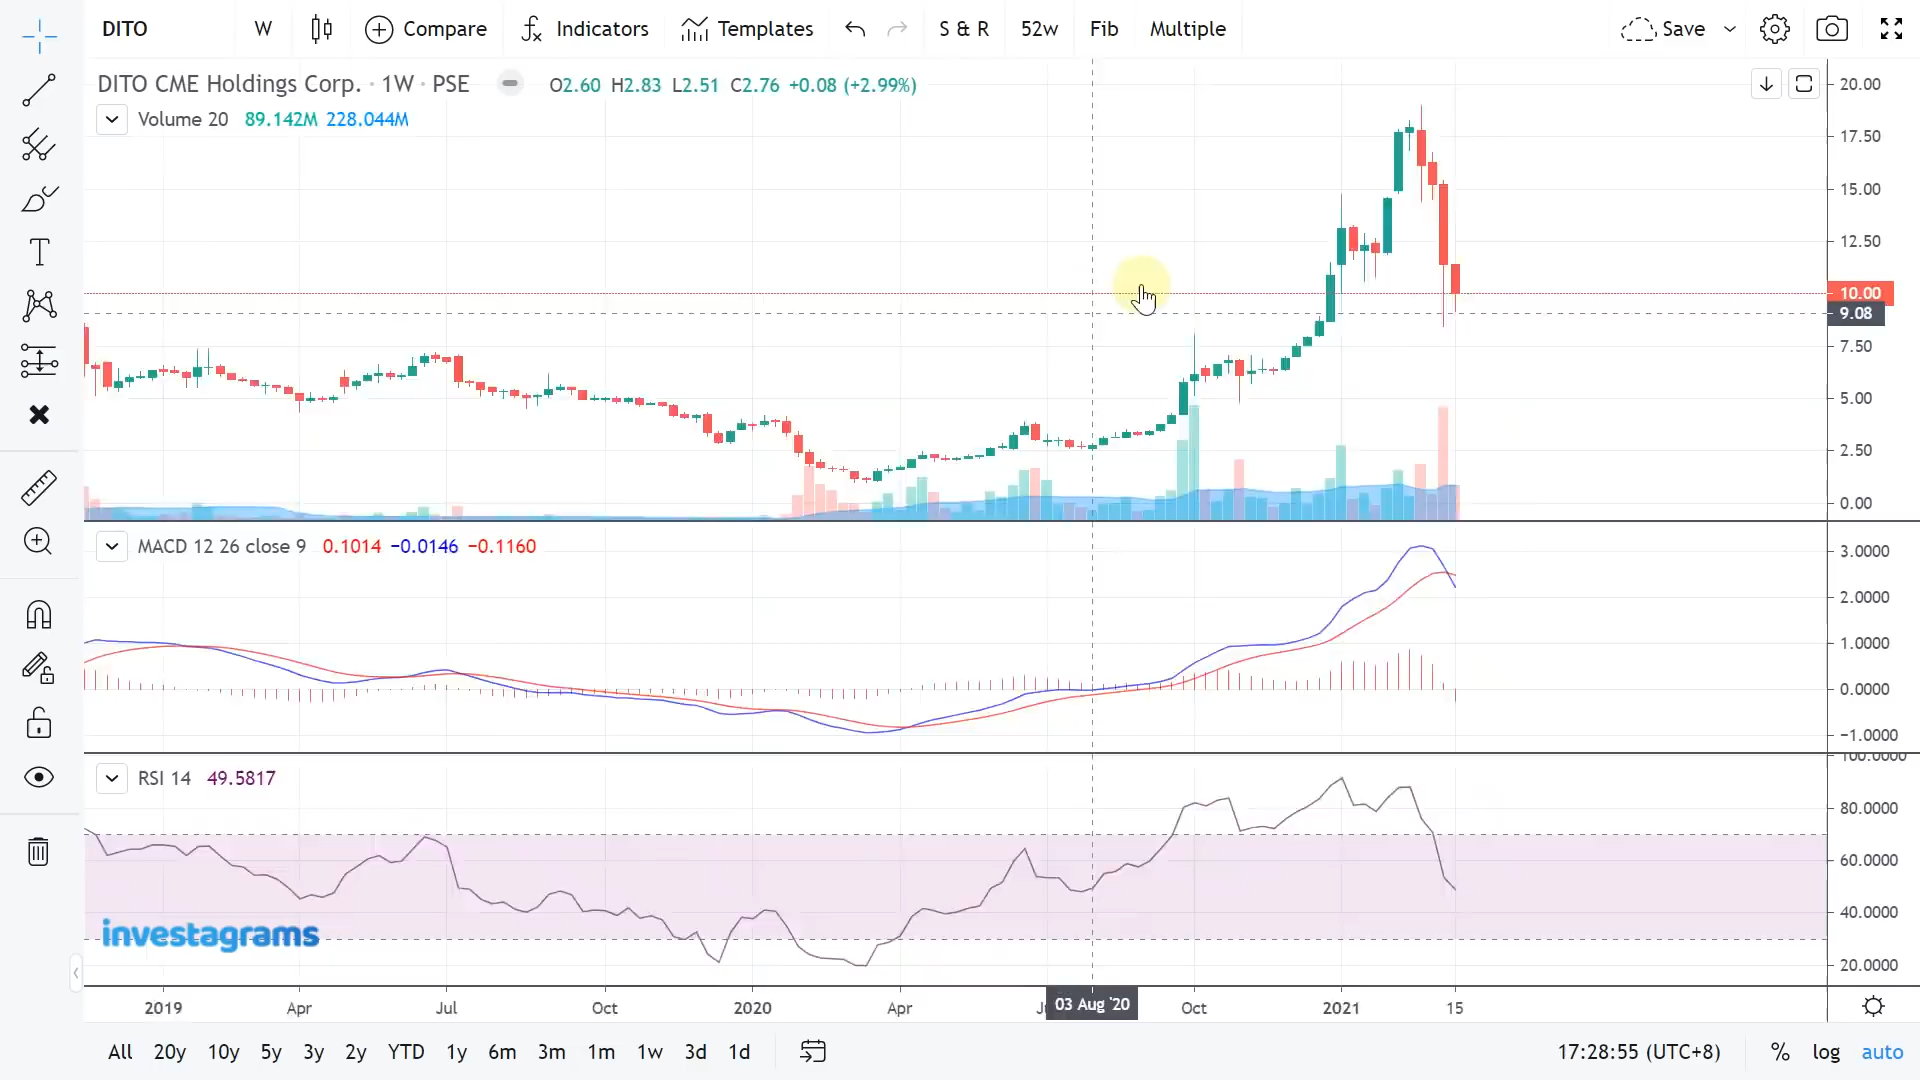 DITO W Compare Indicators Templates S & R 52w Fib Multiple Save
DITO CME Holdings Corp. · 1W · PSE O2.60 H2.83 L2.51 C2.76 +0.08 (+2.99%)
Volume 20 89.142M 228.044M
20.00
17.50
15.00
12.50
10.00
9.08
7.50
5.00
2.50
0.00
MACD 12 26 close 9 0.1014 −0.0146 −0.1160
3.0000
2.0000
1.0000
0.0000
−1.0000
100.0000
RSI 14 49.5817
80.0000
60.0000
40.0000
20.0000
investagrams
2019 Apr Jul Oct 2020 Apr 03 Aug '20 Oct 2021 15
All 20y 10y 5y 3y 2y YTD 1y 6m 3m 1m 1w 3d 1d 17:28:55 (UTC+8) % log auto